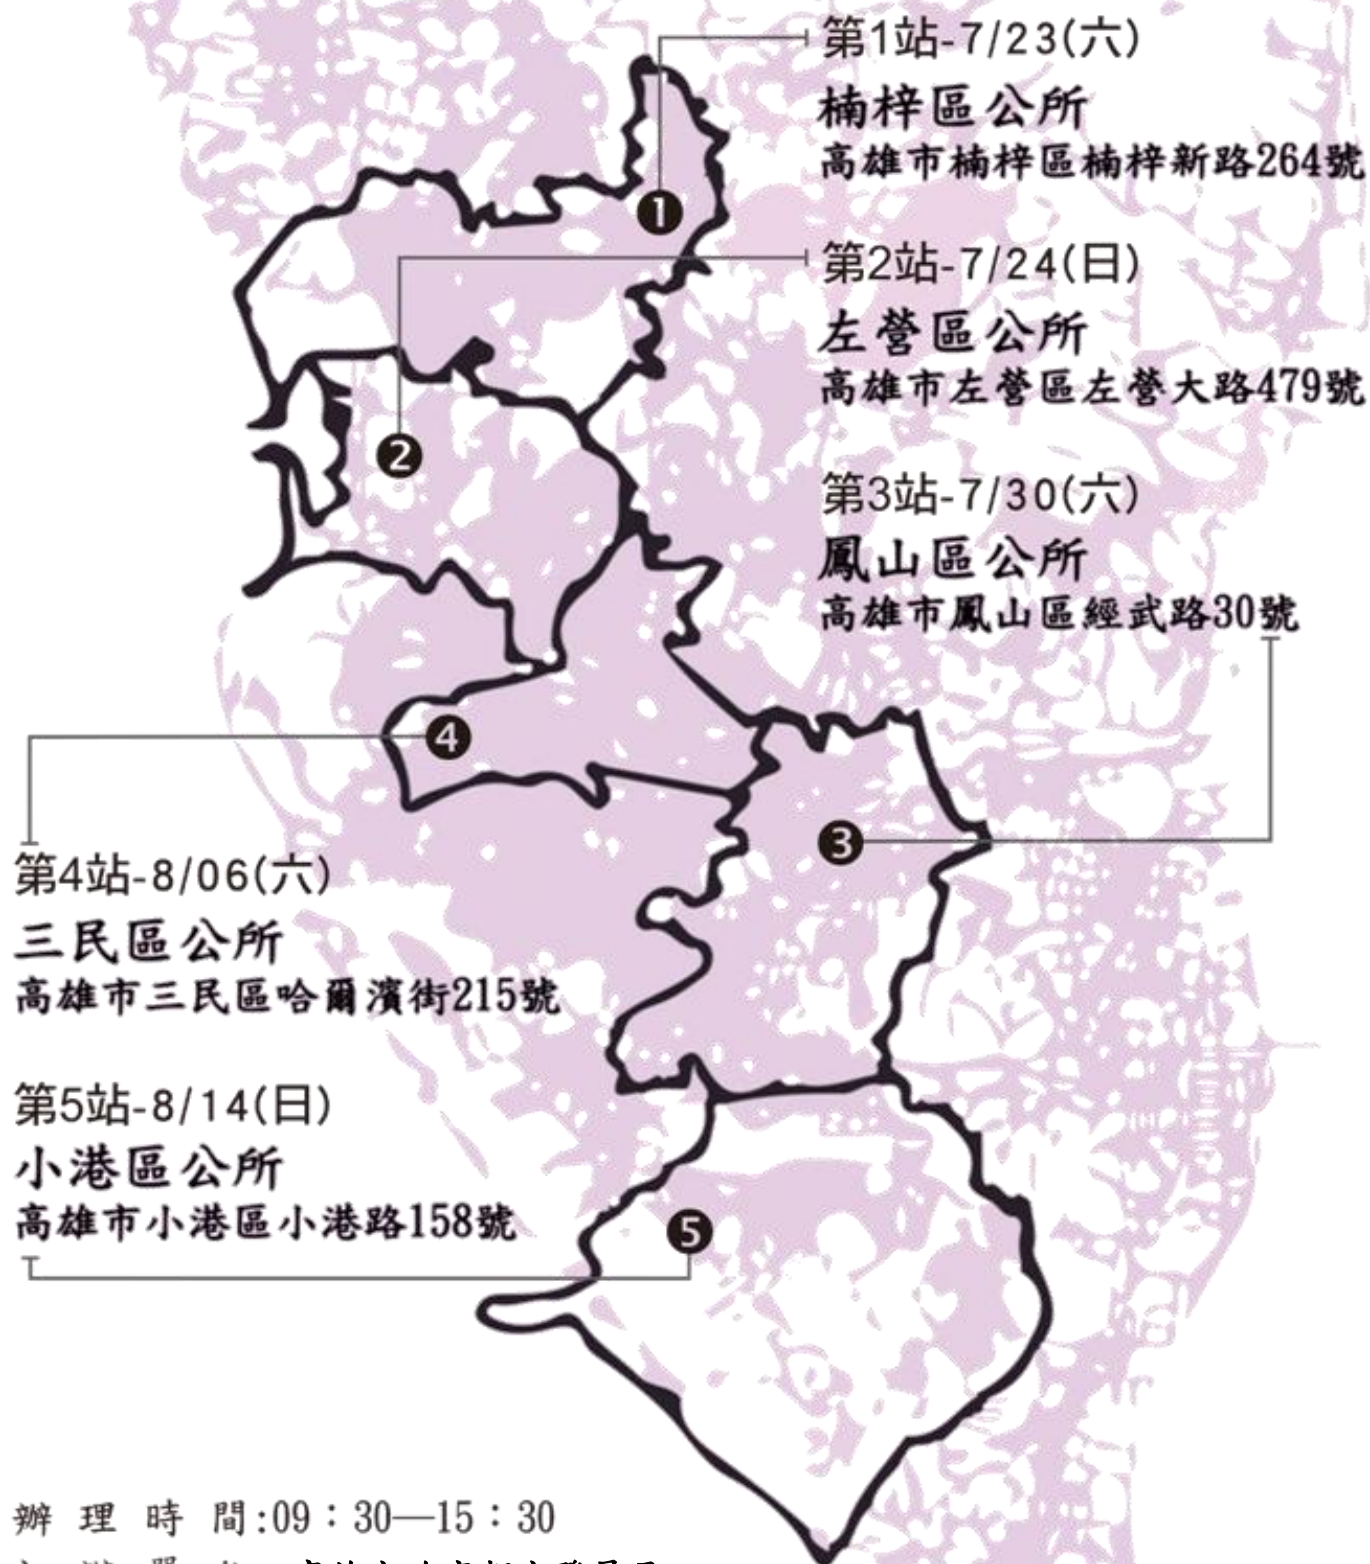 第1站-7/23(六)
楠梓區公所
高雄市楠梓區楠梓新路264號
❶
第2站-7/24(日)
左營區公所
高雄市左營區左營大路479號
❷
第3站-7/30(六)
鳳山區公所
高雄市鳳山區經武路30號
❹
❸
第4站-8/06(六)
三民區公所
高雄市三民區哈爾濱街215號
第5站-8/14(日)
小港區公所
高雄市小港區小港路158號
❺
辦理時間:09：30—15：30